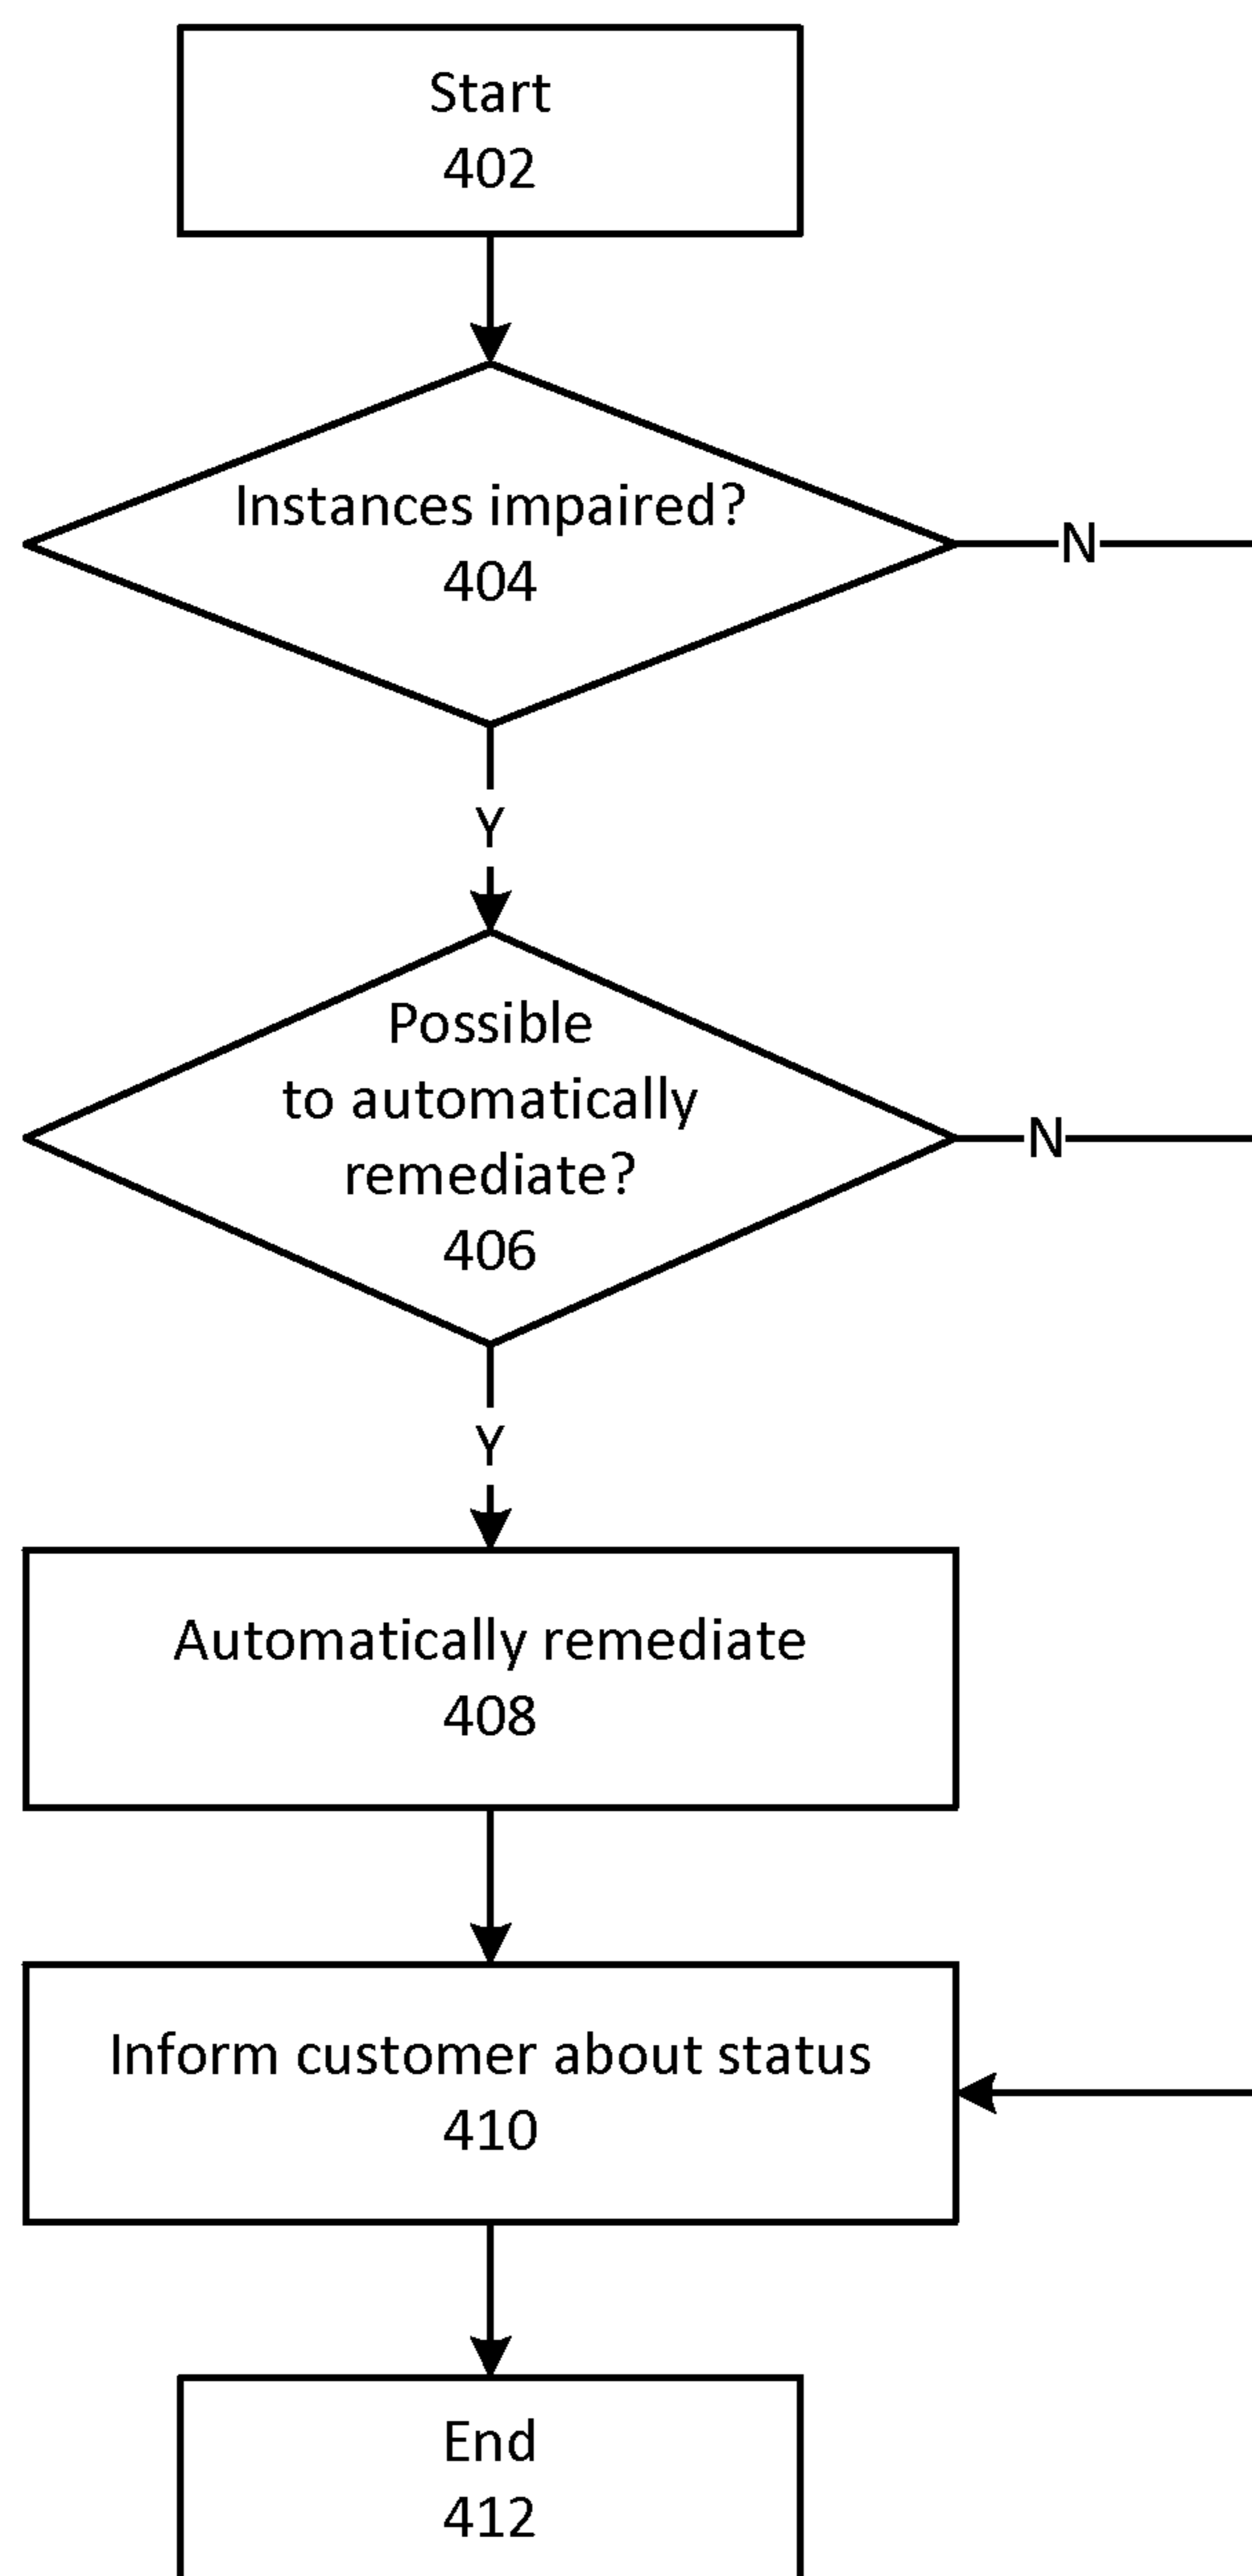 Start
402
Instances impaired?
404
N
Y
Possible
to automatically
remediate?
406
N
Y
Automatically remediate
408
Inform customer about status
410
End
412